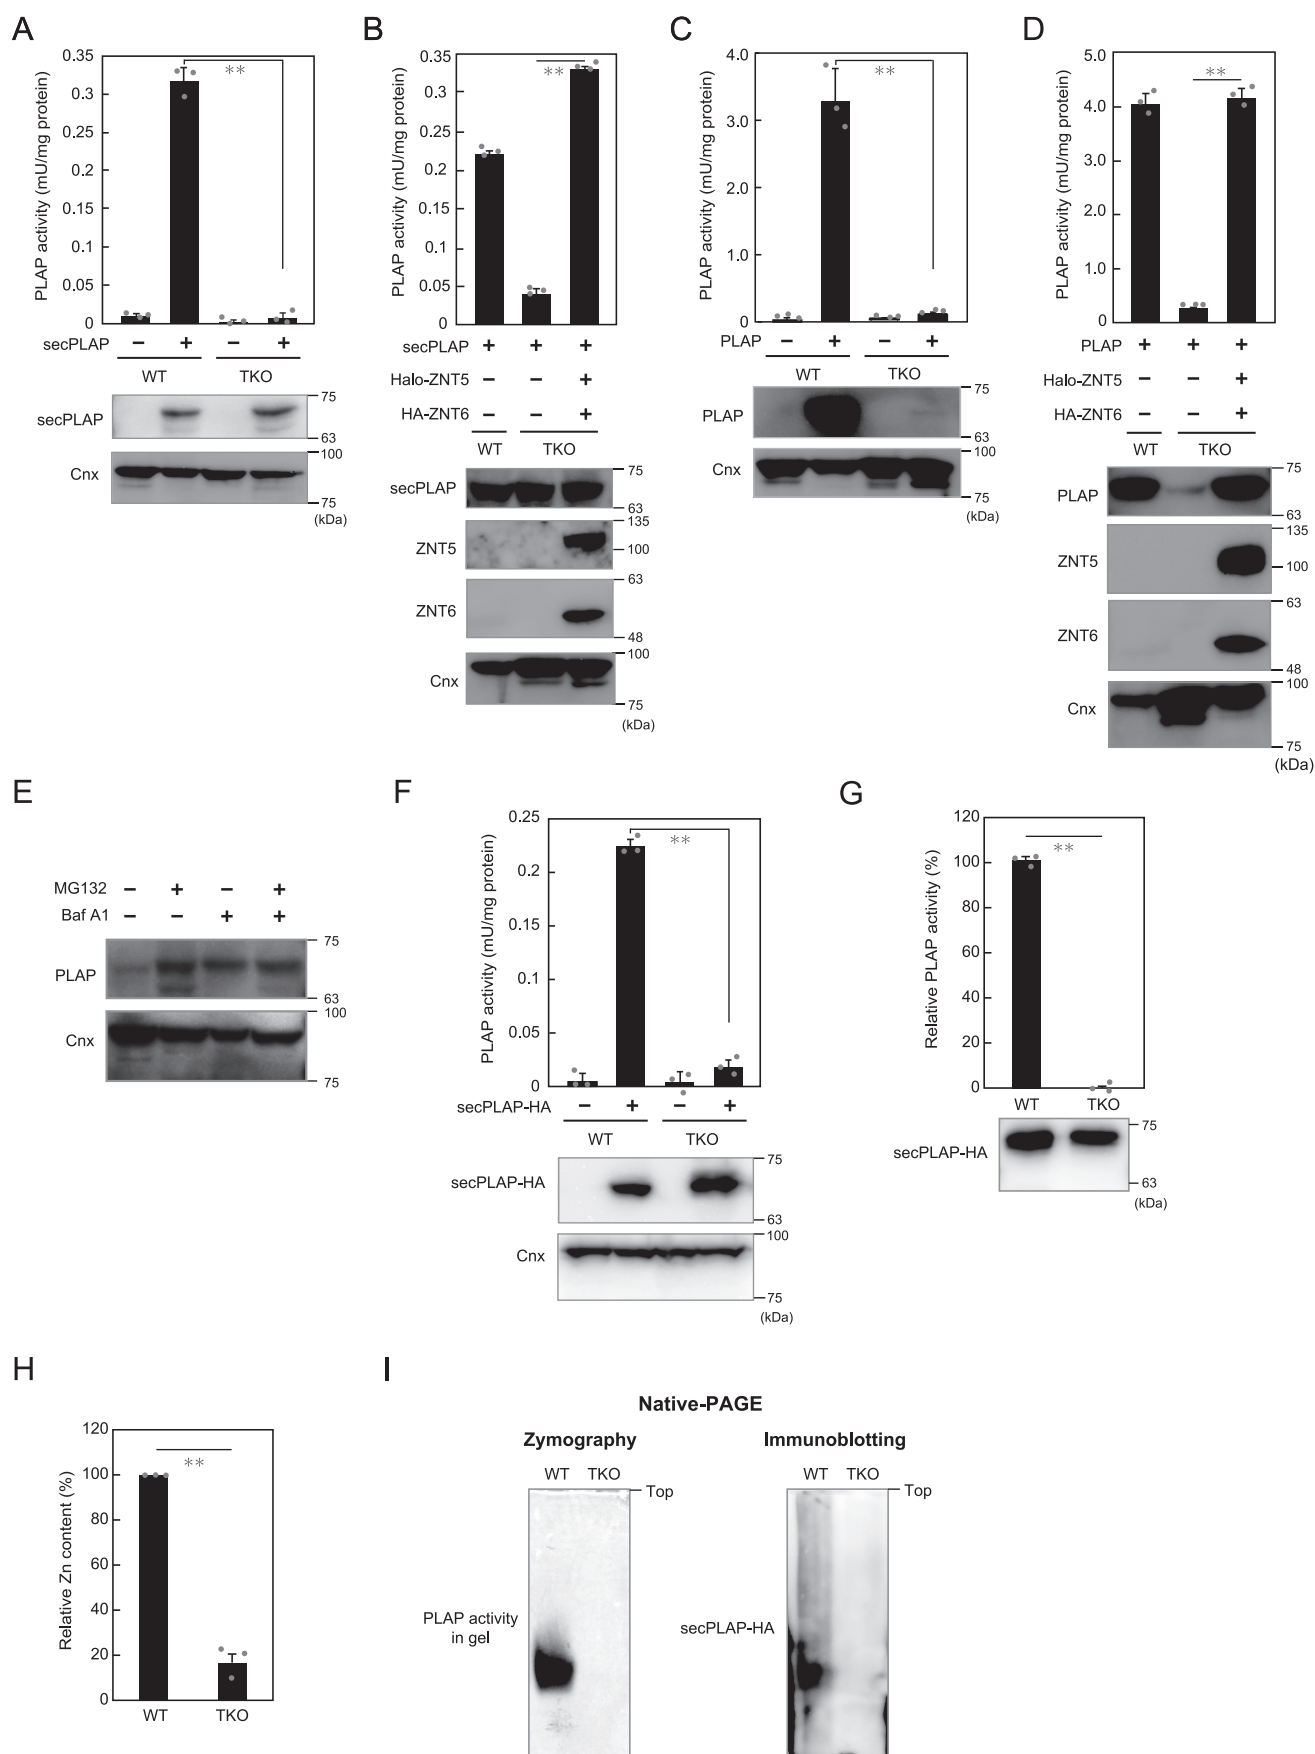 A
PLAP activity (mU/mg protein)
0.35
0.3
0.25
0.2
0.15
0.1
0.05
0
**
secPLAP − + − +
WT TKO
secPLAP
75
63
Cnx
100
75
(kDa)
B
PLAP activity (mU/mg protein)
0.35
0.3
0.25
0.2
0.15
0.1
0.05
0
**
secPLAP + + +
Halo-ZNT5 − − +
HA-ZNT6 − − +
WT TKO
secPLAP
75
63
ZNT5
135
100
ZNT6
63
48
Cnx
100
75
(kDa)
C
PLAP activity (mU/mg protein)
4.0
3.0
2.0
1.0
0
**
PLAP − + − +
WT TKO
PLAP
75
63
Cnx
100
75
(kDa)
D
PLAP activity (mU/mg protein)
5.0
4.0
3.0
2.0
1.0
0
**
PLAP + + +
Halo-ZNT5 − − +
HA-ZNT6 − − +
WT TKO
PLAP
75
63
ZNT5
135
100
ZNT6
63
48
Cnx
100
75
(kDa)
E
MG132 − + − +
Baf A1 − − + +
PLAP
75
63
Cnx
100
75
F
PLAP activity (mU/mg protein)
0.25
0.2
0.15
0.1
0.05
0
**
secPLAP-HA − + − +
WT TKO
secPLAP-HA
75
63
Cnx
100
75
(kDa)
G
Relative PLAP activity (%)
120
100
80
60
40
20
0
**
WT TKO
secPLAP-HA
75
63
(kDa)
H
Relative Zn content (%)
120
100
80
60
40
20
0
**
WT TKO
I
Native-PAGE
Zymography
WT TKO
Top
PLAP activity
in gel
Immunoblotting
WT TKO
Top
secPLAP-HA